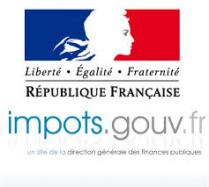 Liberté • Égalité • Fraternité
RÉPUBLIQUE FRANÇAISE
impots.gouv.fr
un site de la direction générale des finances publiques